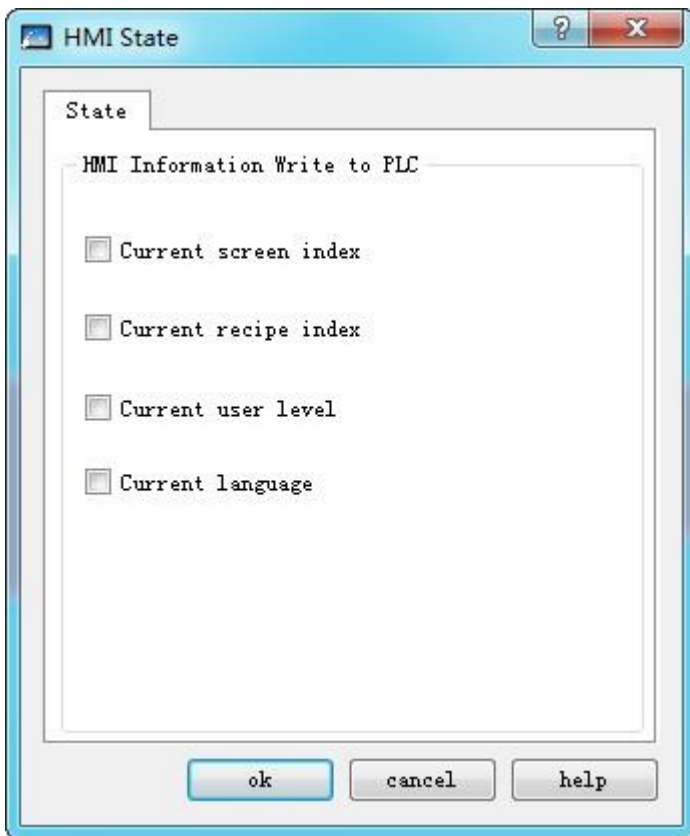 HMI State
State
HMI Information Write to PLC
Current screen index
Current recipe index
Current user level
Current language
ok cancel help